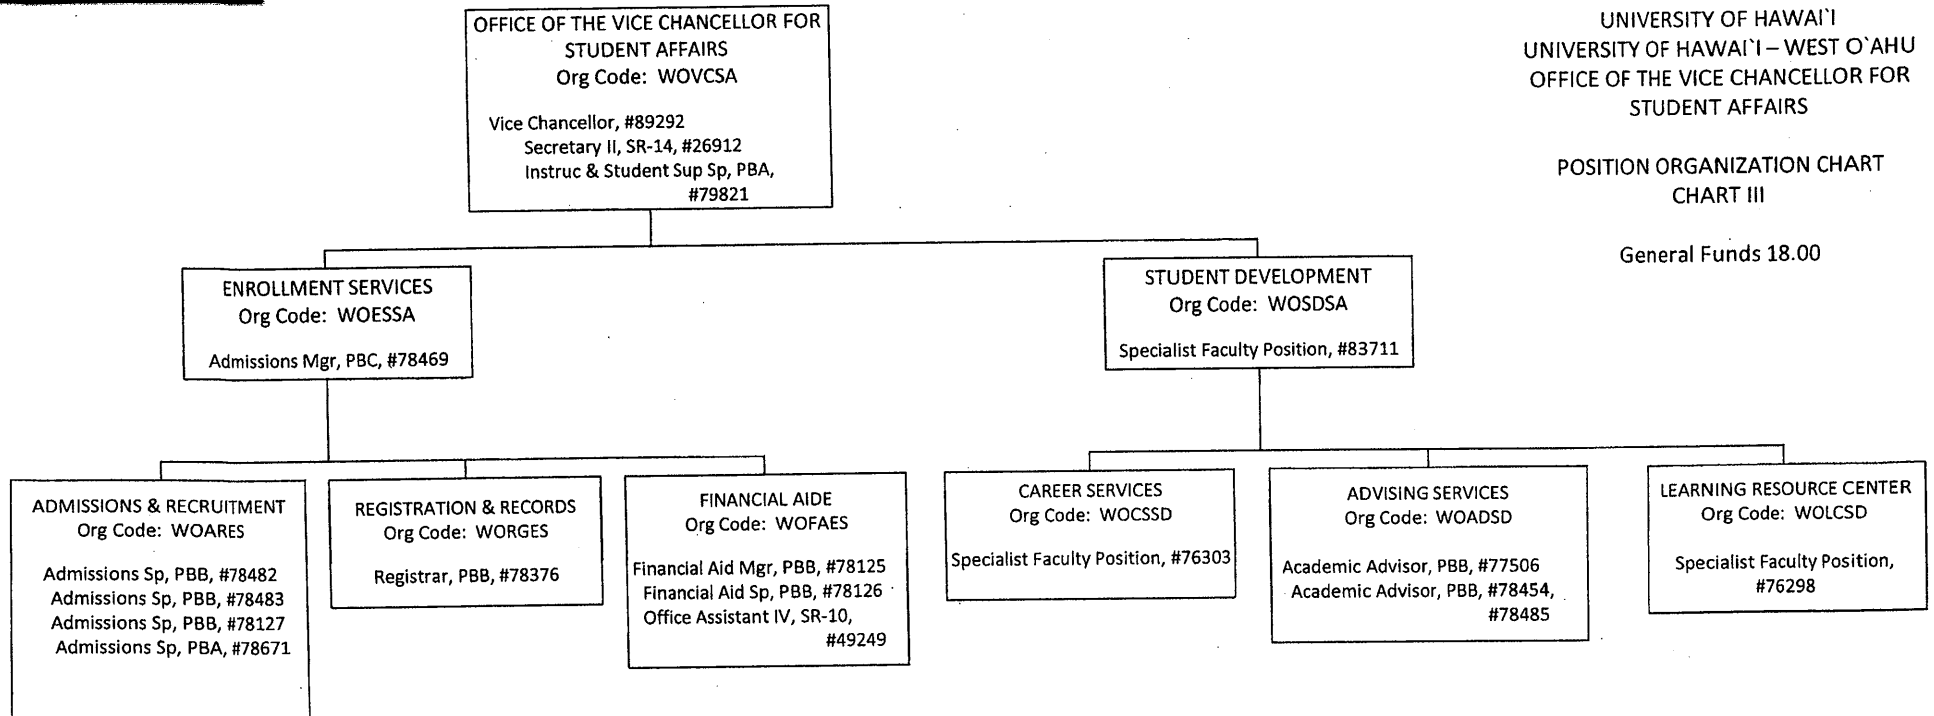 OFFICE OF THE VICE CHANCELLOR FOR
STUDENT AFFAIRS
Org Code: WOVCSA
Vice Chancellor, #89292
Secretary II, SR-14, #26912
Instruc & Student Sup Sp, PBA,
#79821
UNIVERSITY OF HAWAI`I
UNIVERSITY OF HAWAI`I – WEST O`AHU
OFFICE OF THE VICE CHANCELLOR FOR
STUDENT AFFAIRS
POSITION ORGANIZATION CHART
CHART III
General Funds 18.00
ENROLLMENT SERVICES
Org Code: WOESSA
Admissions Mgr, PBC, #78469
STUDENT DEVELOPMENT
Org Code: WOSDSA
Specialist Faculty Position, #83711
ADMISSIONS & RECRUITMENT
Org Code: WOARES
Admissions Sp, PBB, #78482
Admissions Sp, PBB, #78483
Admissions Sp, PBB, #78127
Admissions Sp, PBA, #78671
REGISTRATION & RECORDS
Org Code: WORGES
Registrar, PBB, #78376
FINANCIAL AIDE
Org Code: WOFAES
Financial Aid Mgr, PBB, #78125
Financial Aid Sp, PBB, #78126
Office Assistant IV, SR-10,
#49249
CAREER SERVICES
Org Code: WOCSSD
Specialist Faculty Position, #76303
ADVISING SERVICES
Org Code: WOADSD
Academic Advisor, PBB, #77506
Academic Advisor, PBB, #78454,
#78485
LEARNING RESOURCE CENTER
Org Code: WOLCSD
Specialist Faculty Position,
#76298